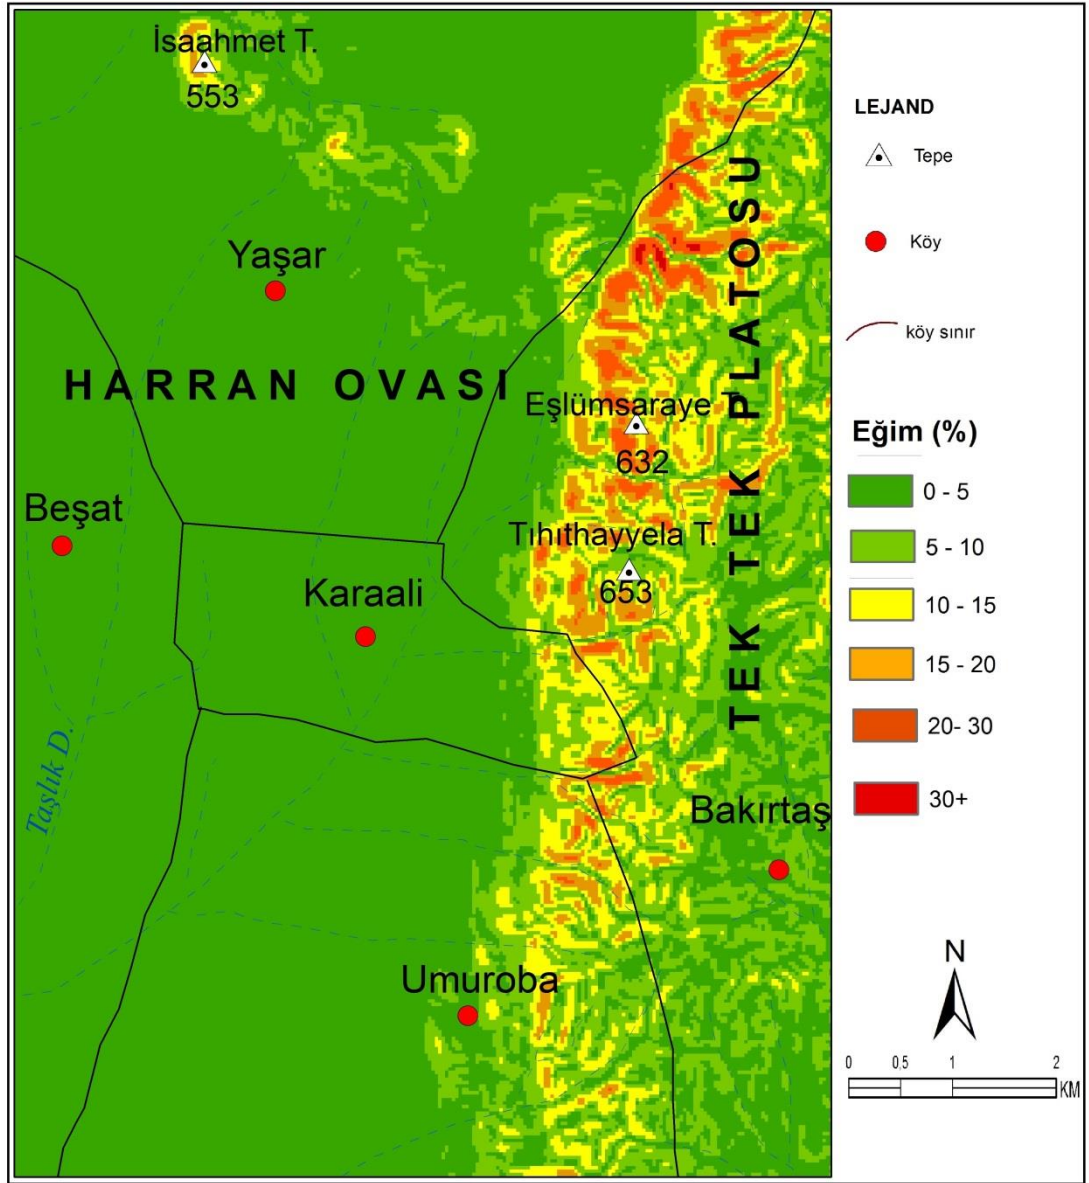 İsaahmet T.
553
Yaşar
HARRAN OVASI
Eşlümsaraye T.
632
Beşat
Tıhıthayyela T.
653
Karaali
TEK TEK PLATOSU
Taşlık D.
Bakırtaş
Umuroba
LEJAND
Tepe
Köy
köy sınır
Eğim (%)
0 - 5
5 - 10
10 - 15
15 - 20
20- 30
30+
N
0 0,5 1 2
KM